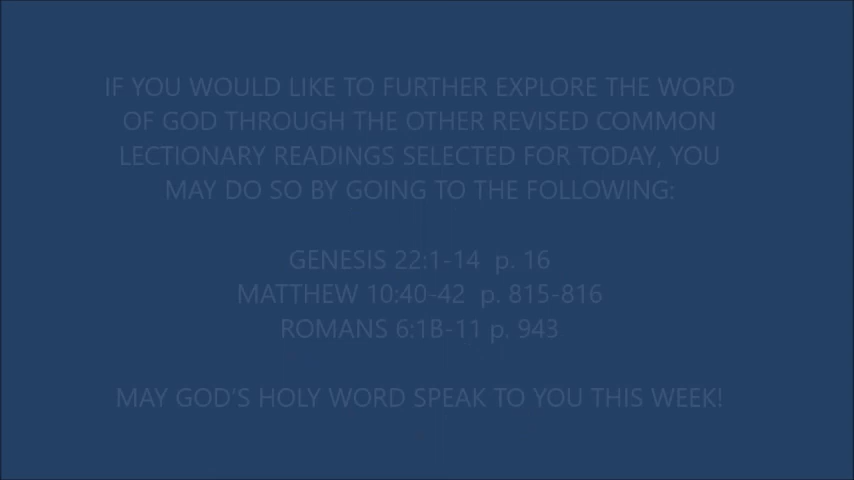 IF YOU WOULD LIKE TO FURTHER EXPLORE THE WORD
OF GOD THROUGH THE OTHER REVISED COMMON
LECTIONARY READINGS SELECTED FOR TODAY, YOU
MAY DO SO BY GOING TO THE FOLLOWING:
GENESIS 22:1-14 p. 16
MATTHEW 10:40-42 p. 815-816
ROMANS 6:1B-11 p. 943
MAY GOD'S HOLY WORD SPEAK TO YOU THIS WEEK!